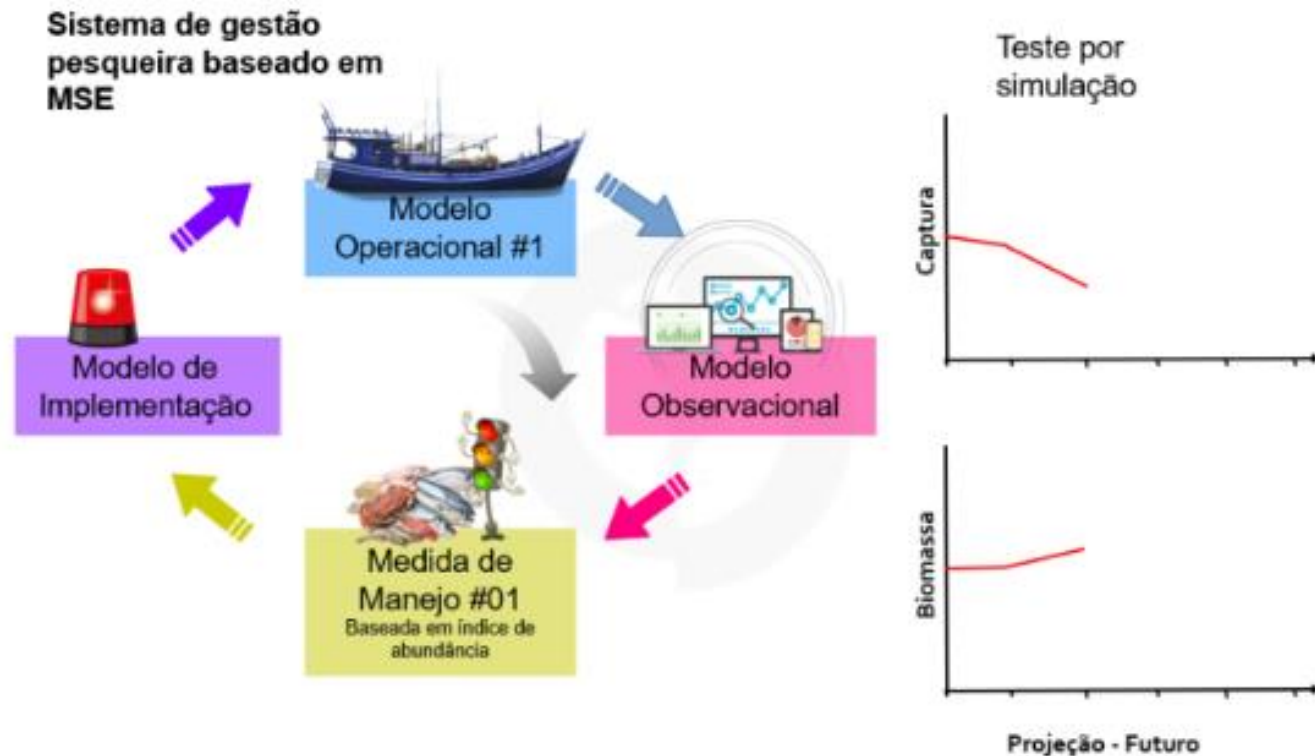 Sistema de gestão
pesqueira baseado em
MSE
Modelo
Operacional #1
Modelo de
Implementação
Modelo
Observacional
Medida de
Manejo #01
Baseada em índice de
abundância
Teste por
simulação
Captura
Biomassa
Projeção - Futuro